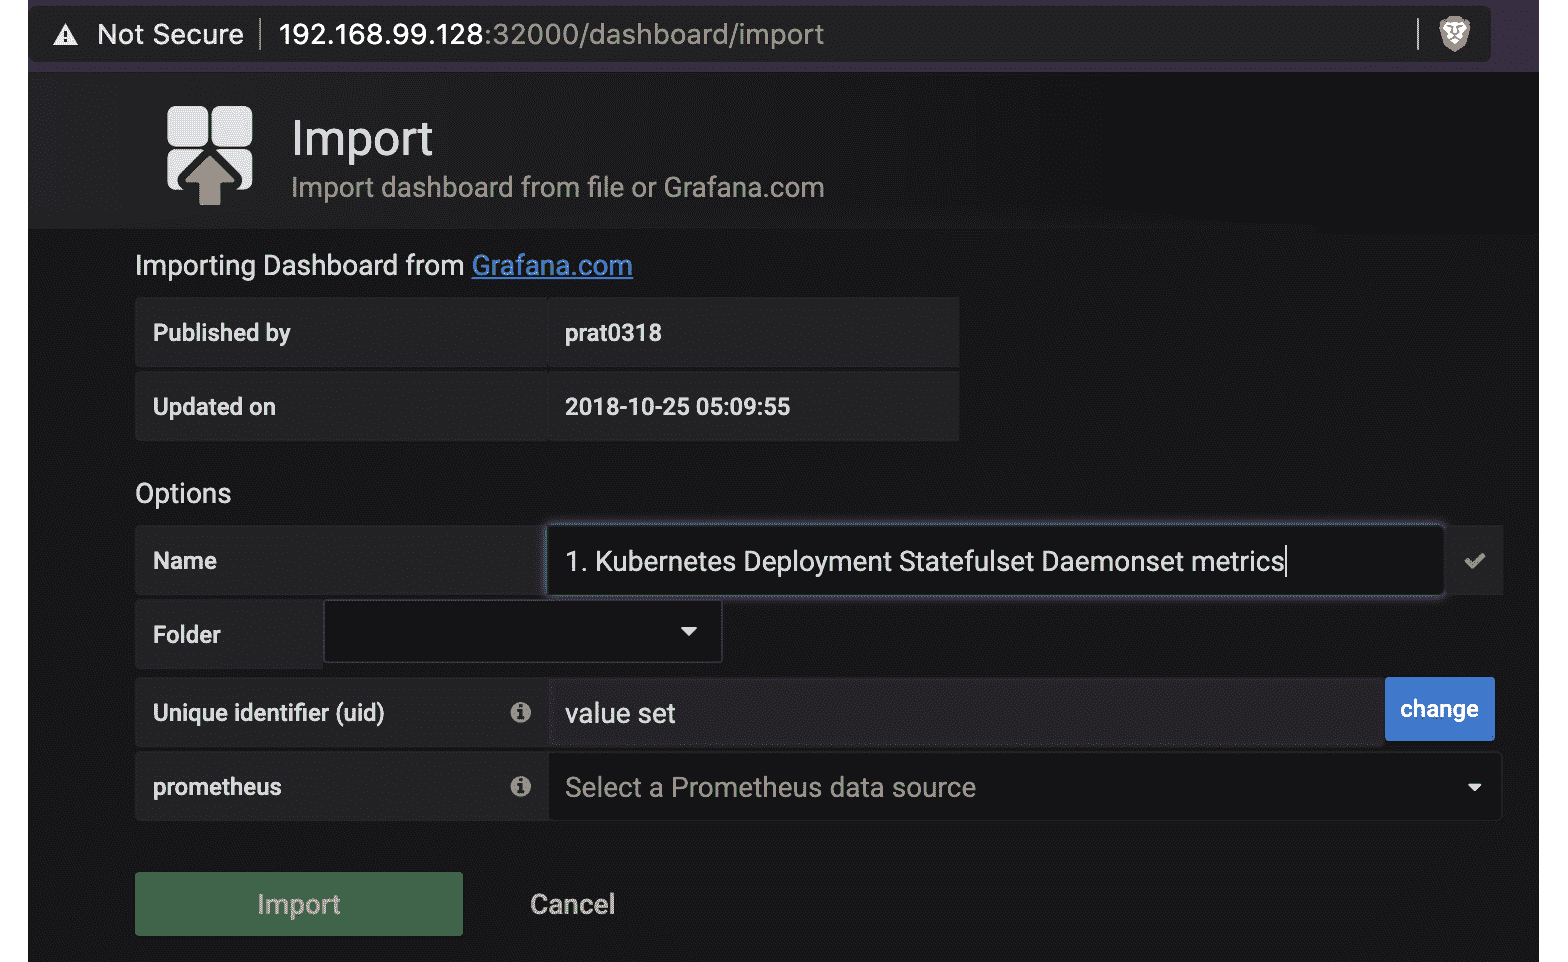 Not Secure 192.168.99.128:32000/dashboard/import
Import
Import dashboard from file or Grafana.com
Importing Dashboard from Grafana.com
Published by prat0318
Updated on 2018-10-25 05:09:55
Options
Name 1. Kubernetes Deployment Statefulset Daemonset metrics
Folder
Unique identifier (uid) value set change
prometheus Select a Prometheus data source
Import Cancel